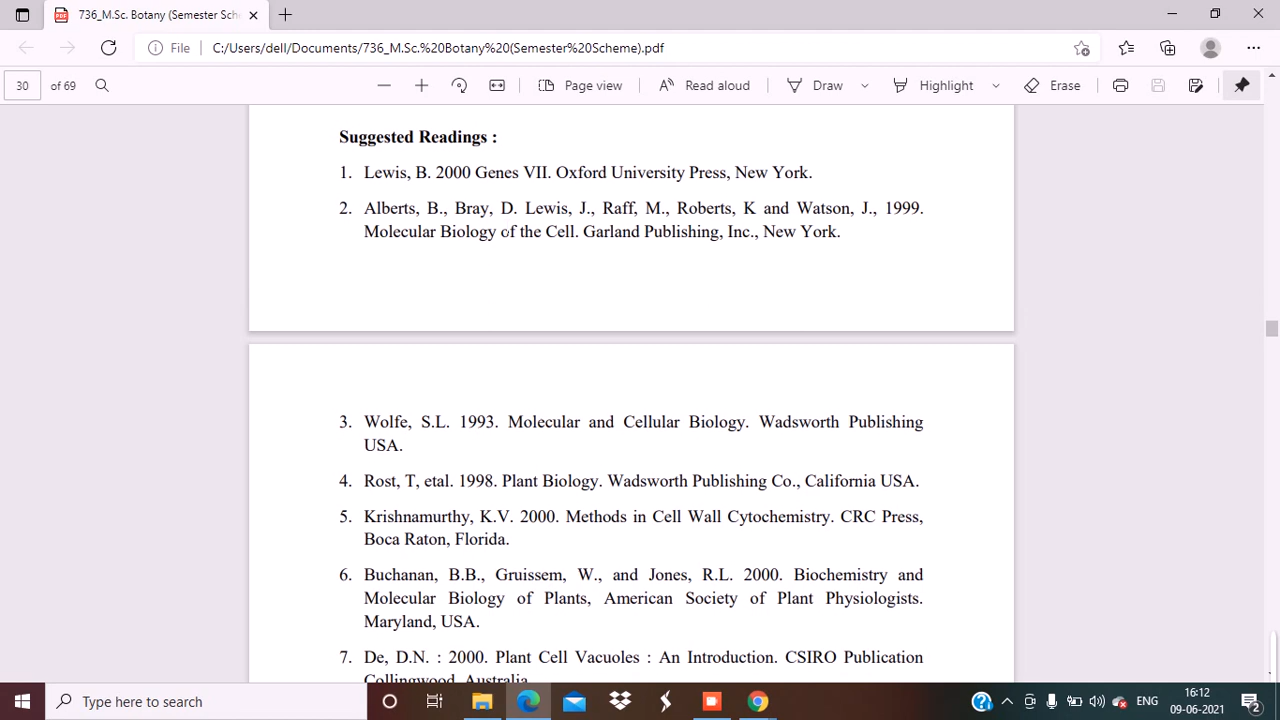 736_M.Sc. Botany (Semester Sch
File C:/Users/dell/Documents/736_M.Sc.%20Botany%20(Semester%20Scheme).pdf
30 of 69 Page view Read aloud Draw Highlight Erase
Suggested Readings :
1. Lewis, B. 2000 Genes VII. Oxford University Press, New York.
2. Alberts, B., Bray, D. Lewis, J., Raff, M., Roberts, K and Watson, J., 1999.
Molecular Biology of the Cell. Garland Publishing, Inc., New York.
3. Wolfe, S.L. 1993. Molecular and Cellular Biology. Wadsworth Publishing
USA.
4. Rost, T, etal. 1998. Plant Biology. Wadsworth Publishing Co., California USA.
5. Krishnamurthy, K.V. 2000. Methods in Cell Wall Cytochemistry. CRC Press,
Boca Raton, Florida.
6. Buchanan, B.B., Gruissem, W., and Jones, R.L. 2000. Biochemistry and
Molecular Biology of Plants, American Society of Plant Physiologists.
Maryland, USA.
7. De, D.N. : 2000. Plant Cell Vacuoles : An Introduction. CSIRO Publication
Collingwood, Australia
Type here to search
ENG
16:12
09-06-2021
2